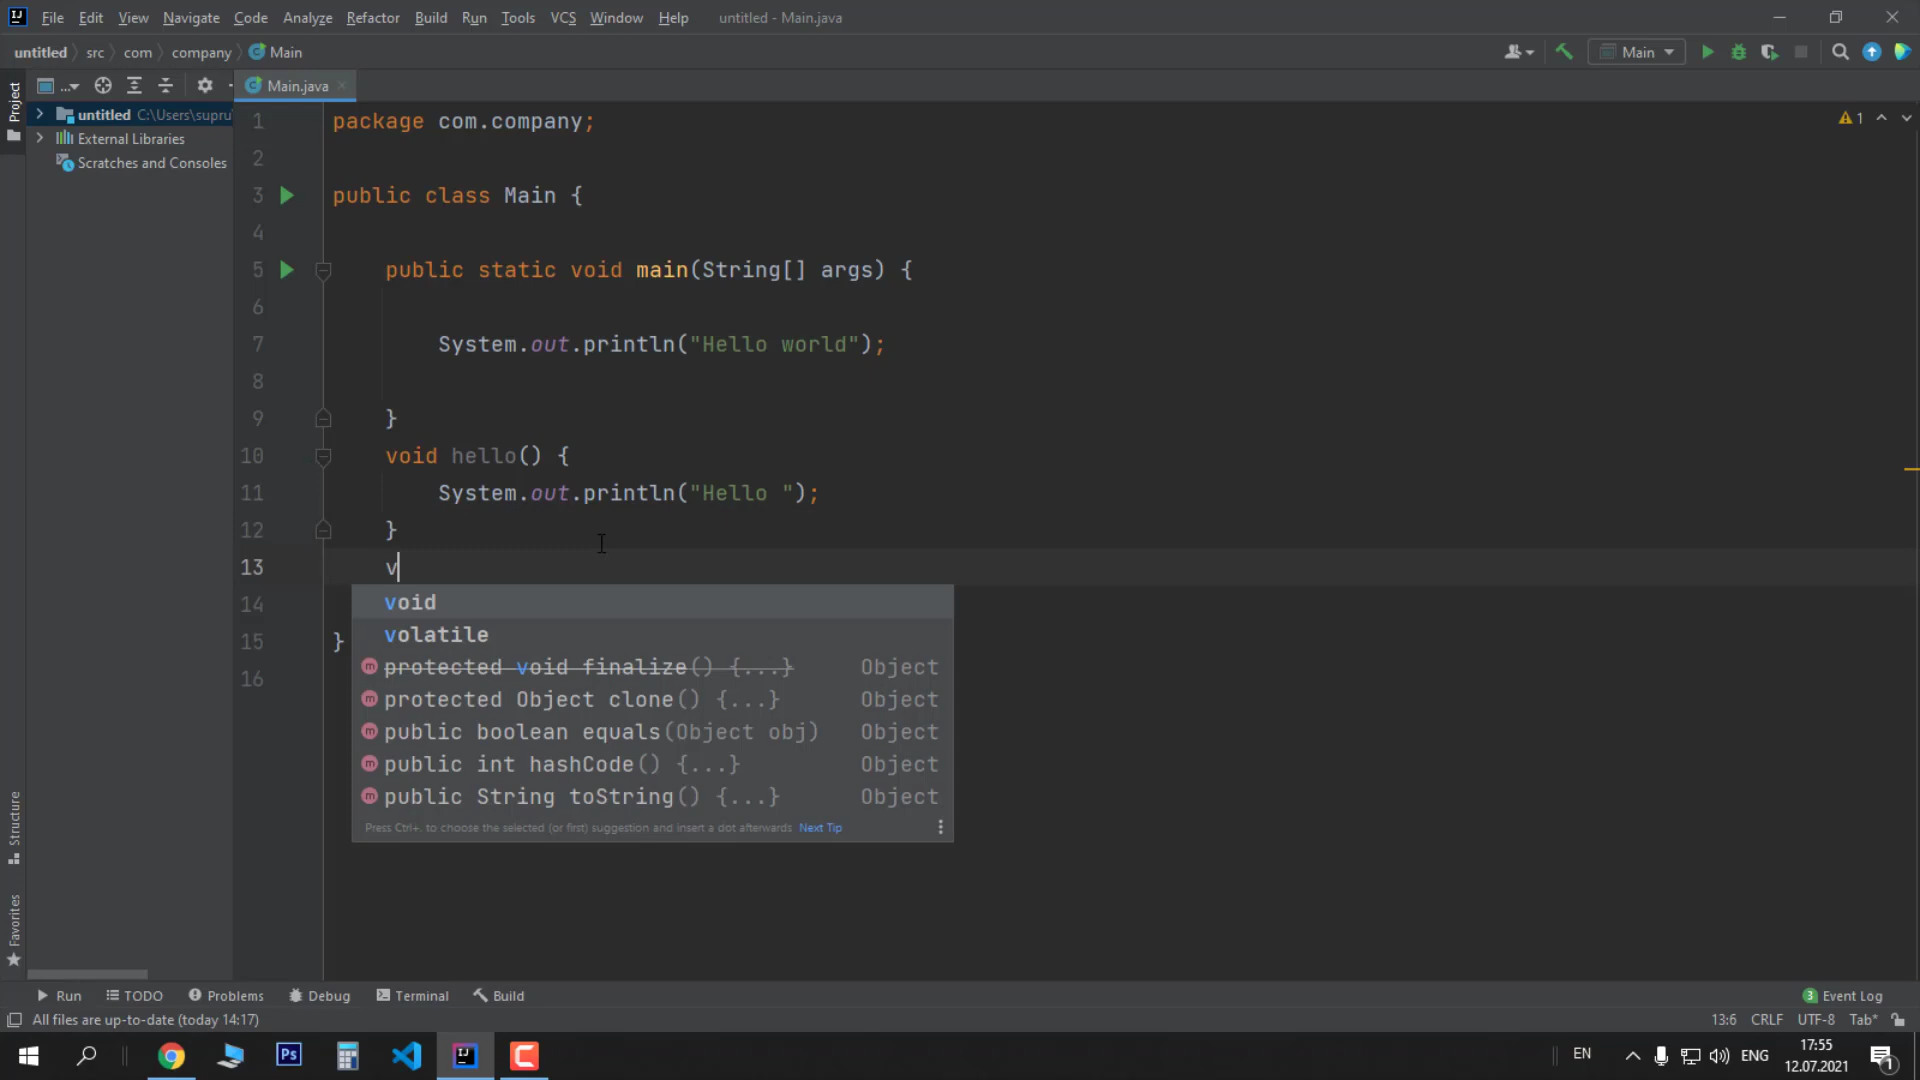 File Edit View Navigate Code Analyze Refactor Build Run Tools VCS Window Help untitled - Main.java
untitled src com company Main Main
... Main.java
Project
untitled C:\Users\supru
External Libraries
Scratches and Consoles
1 package com.company;
2
3 public class Main {
4
5 public static void main(String[] args) {
6
7 System.out.println("Hello world");
8
9 }
10 void hello() {
11 System.out.println("Hello ");
12 }
13 v
14
15 }
16
1
void
volatile
protected void finalize() {...} Object
protected Object clone() {...} Object
public boolean equals(Object obj) Object
public int hashCode() {...} Object
public String toString() {...} Object
Press Ctrl+. to choose the selected (or first) suggestion and insert a dot afterwards Next Tip
Structure
Favorites
Run TODO Problems Debug Terminal Build 3 Event Log
All files are up-to-date (today 14:17) 13:6 CRLF UTF-8 Tab*
Ps IJ EN ENG 17:55
12.07.2021 1